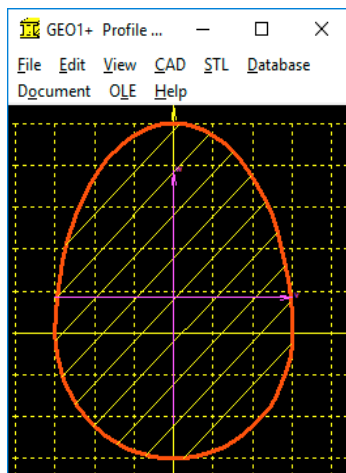 GEO1+ Profile ...
File Edit View CAD STL Database
Document OLE Help